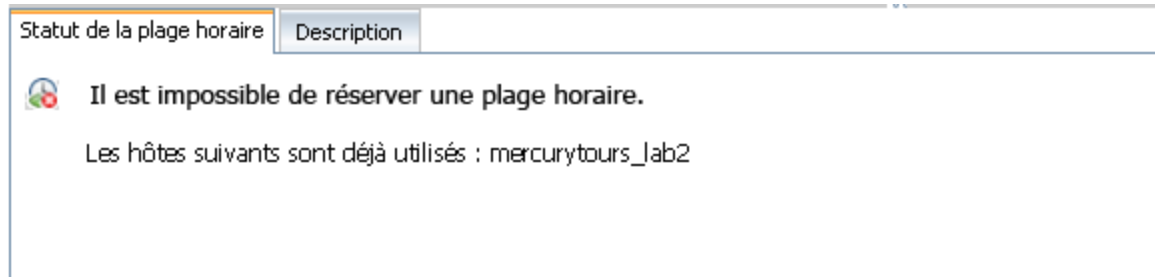 Statut de la plage horaire
Description
Il est impossible de réserver une plage horaire.
Les hôtes suivants sont déjà utilisés : mercurytours_lab2